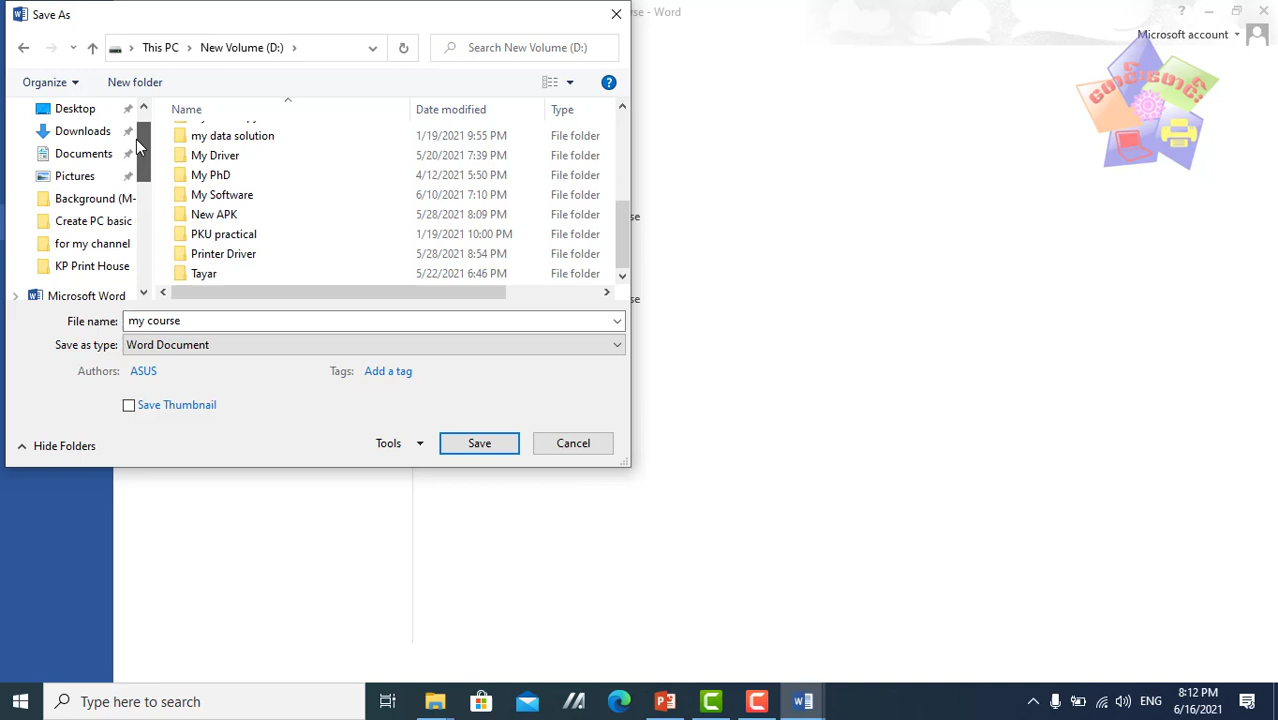 Save As
se - Word
This PC
New Volume (D:)
Search New Volume (D:)
Microsoft account
Organize
New folder
Name
Date modified
Type
Desktop
Downloads
Documents
Pictures
Background (M-
Create PC basic
for my channel
KP Print House
Microsoft Word
my data solution 1/19/2021 9:55 PM File folder
My Driver 5/20/2021 7:39 PM File folder
My PhD 4/12/2021 5:50 PM File folder
My Software 6/10/2021 7:10 PM File folder
New APK 5/28/2021 8:09 PM File folder
PKU practical 1/19/2021 10:00 PM File folder
Printer Driver 5/28/2021 8:54 PM File folder
Tayar 5/22/2021 6:46 PM File folder
se
se
File name: my course
Save as type: Word Document
Authors: ASUS
Tags: Add a tag
Save Thumbnail
Hide Folders
Tools
Save
Cancel
Type here to search
ENG
8:12 PM
6/16/2021